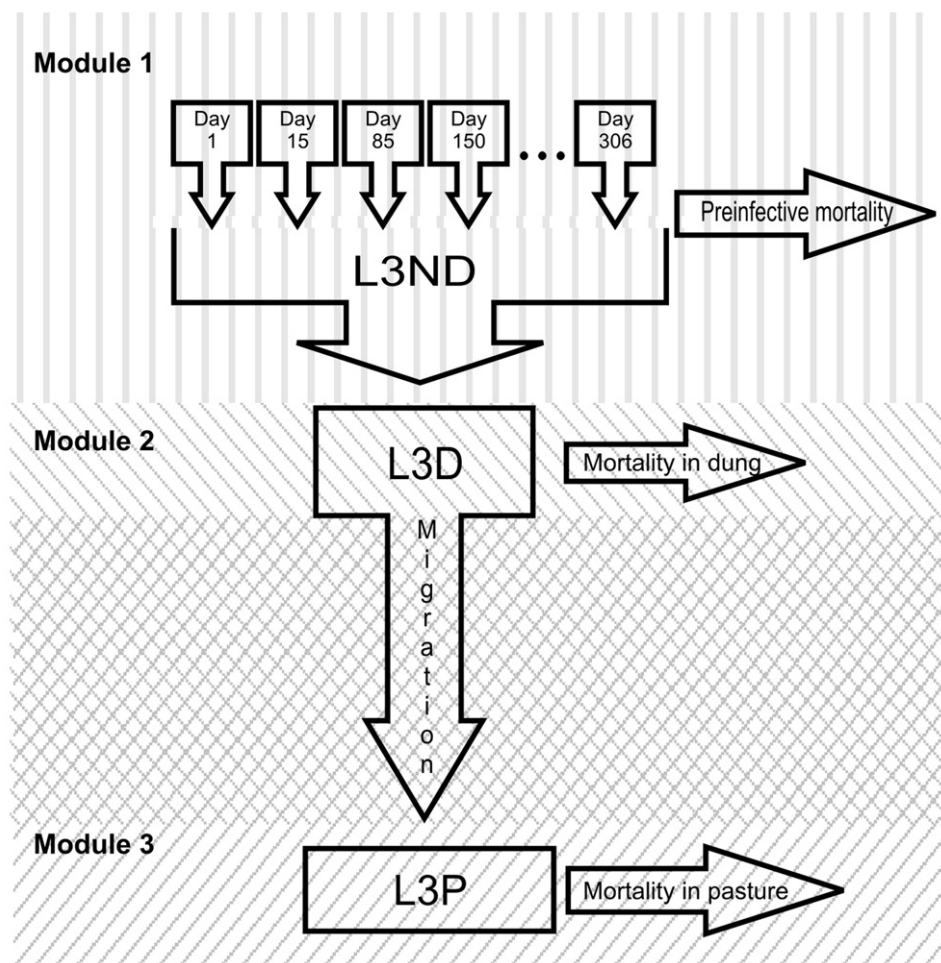 Module 1
Day
1
Day
15
Day
85
Day
150
...
Day
306
Preinfective mortality
L3ND
Module 2
L3D
Mortality in dung
Migration
Module 3
L3P
Mortality in pasture